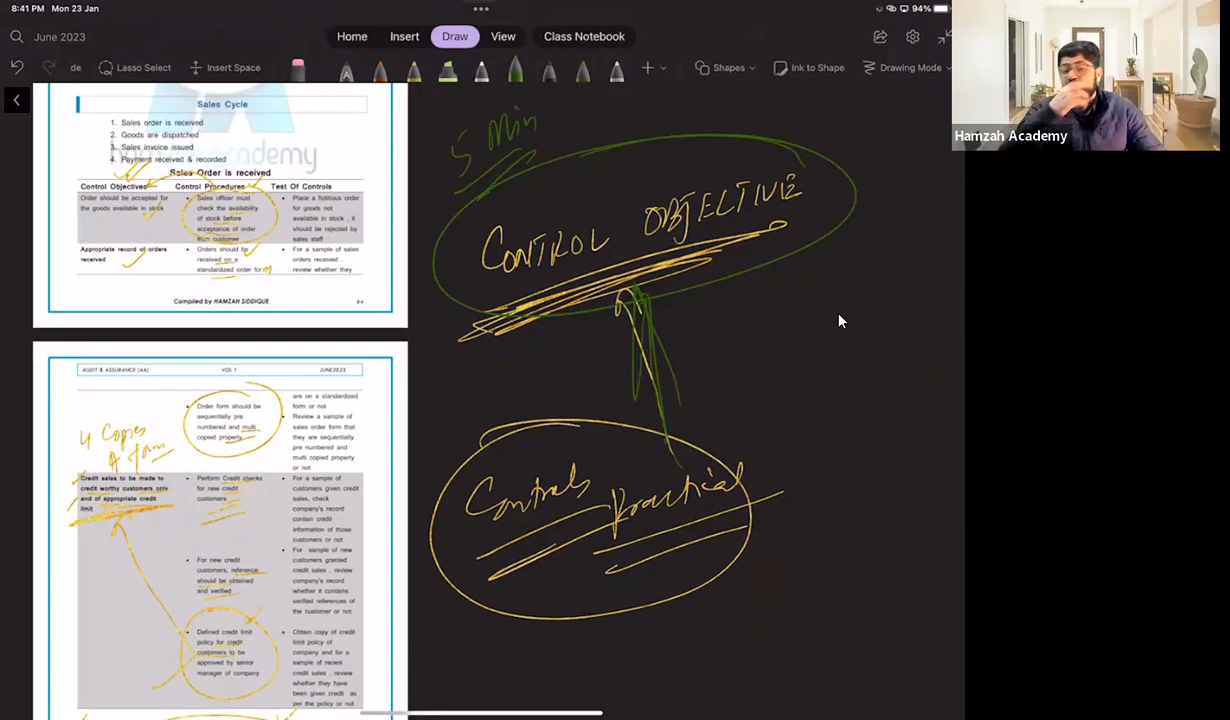 8:41 PM Mon 23 Jan
94%
June 2023
Home Insert Draw View Class Notebook
de Lasso Select Insert Space Shapes Ink to Shape Drawing Mode
Hamzah Academy
Sales Cycle
1. Sales order is received
2. Goods are dispatched
3. Sales invoice issued
4. Payment received & recorded
academy
Sales Order is received
Control Objectives Control Procedures Test Of Controls
Order should be accepted for
the goods available in stock
• Sales officer must
check the availability
of stock before
acceptance of order
from customer
• Place a fictitious order
for goods not
available in stock , it
should be rejected by
sales staff
Appropriate record of orders
received
• Orders should be
received on a
standardized order form
• For a sample of sales
orders received ,
review whether they
Compiled by HAMZAH SIDDIQUE 64
AUDIT & ASSURANCE (AA) VOL 1 JUNE2023
• Order form should be
sequentially pre
numbered and multi
copied property
are on a standardized
form or not
• Review a sample of
sales order form that
they are sequentially
pre numbered and
multi copied property
or not
4 Copies
Credit sales to be made to
credit worthy customers only
and of appropriate credit
limit
• Perform Credit checks
for new credit
customers
• For a sample of
customers given credit
sales, check
company's record
contain credit
information of those
customers or not
• For new credit
customers, reference
should be obtained
and verified
• For sample of new
customers granted
credit sales , review
company's record
whether it contains
verified references of
the customer or not
• Defined credit limit
policy for credit
customers to be
approved by senior
manager of company
• Obtain copy of credit
limit policy of
company and for a
sample of recent
credit sales , review
whether they have
been given credit as
per the policy or not
5 Min
CONTROL OBJECTIVE
Controls Practical